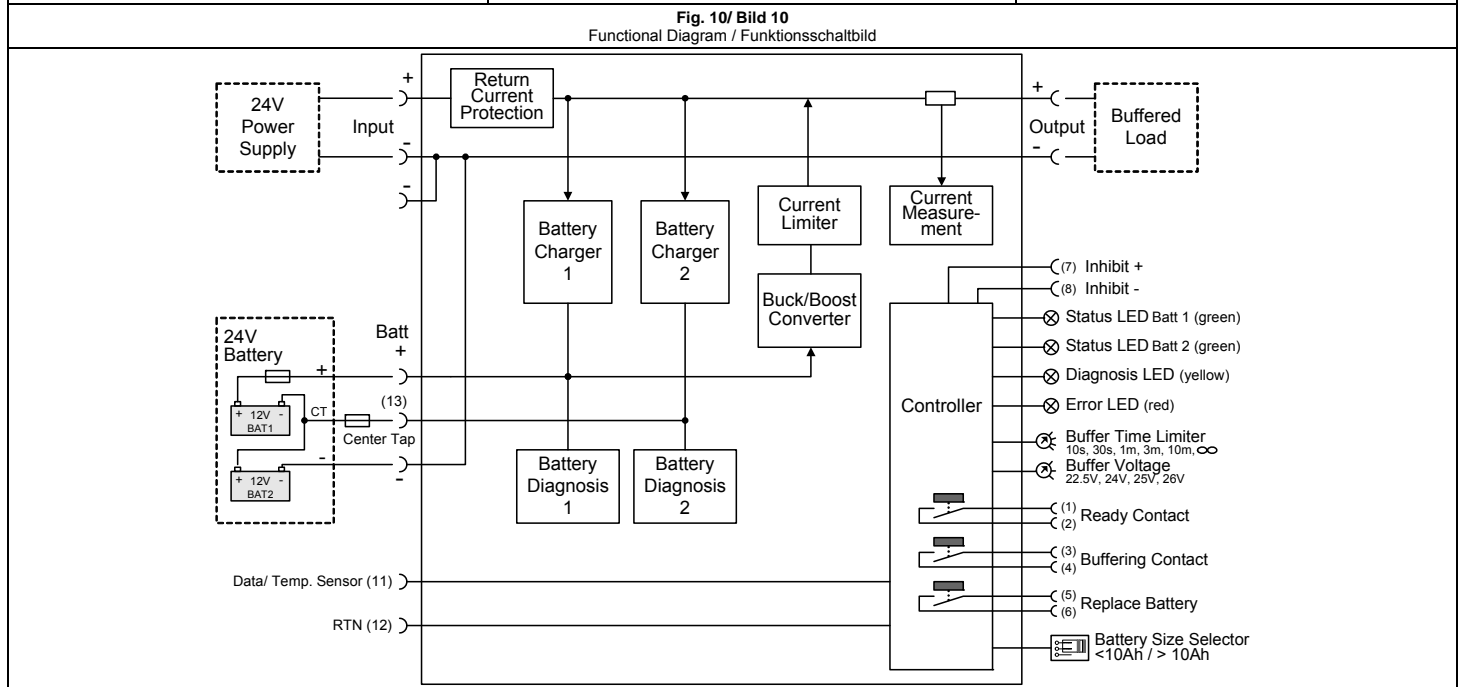 Fig. 10/ Bild 10
Functional Diagram / Funktionsschaltbild
24V
Power
Supply
+
Input
-
-
Return
Current
Protection
+
Output
-
Buffered
Load
Battery
Charger
1
Battery
Charger
2
Current
Limiter
Current
Measure-
ment
Buck/Boost
Converter
24V
Battery
+
+ 12V -
BAT1
CT
+ 12V -
BAT2
-
Batt
+
(13)
Center Tap
-
Battery
Diagnosis
1
Battery
Diagnosis
2
Data/ Temp. Sensor (11)
RTN (12)
Controller
(7) Inhibit +
(8) Inhibit -
Status LED Batt 1 (green)
Status LED Batt 2 (green)
Diagnosis LED (yellow)
Error LED (red)
Buffer Time Limiter
10s, 30s, 1m, 3m, 10m, ∞
Buffer Voltage
22.5V, 24V, 25V, 26V
(1)
(2)
Ready Contact
(3)
(4)
Buffering Contact
(5)
(6)
Replace Battery
Battery Size Selector
<10Ah / > 10Ah